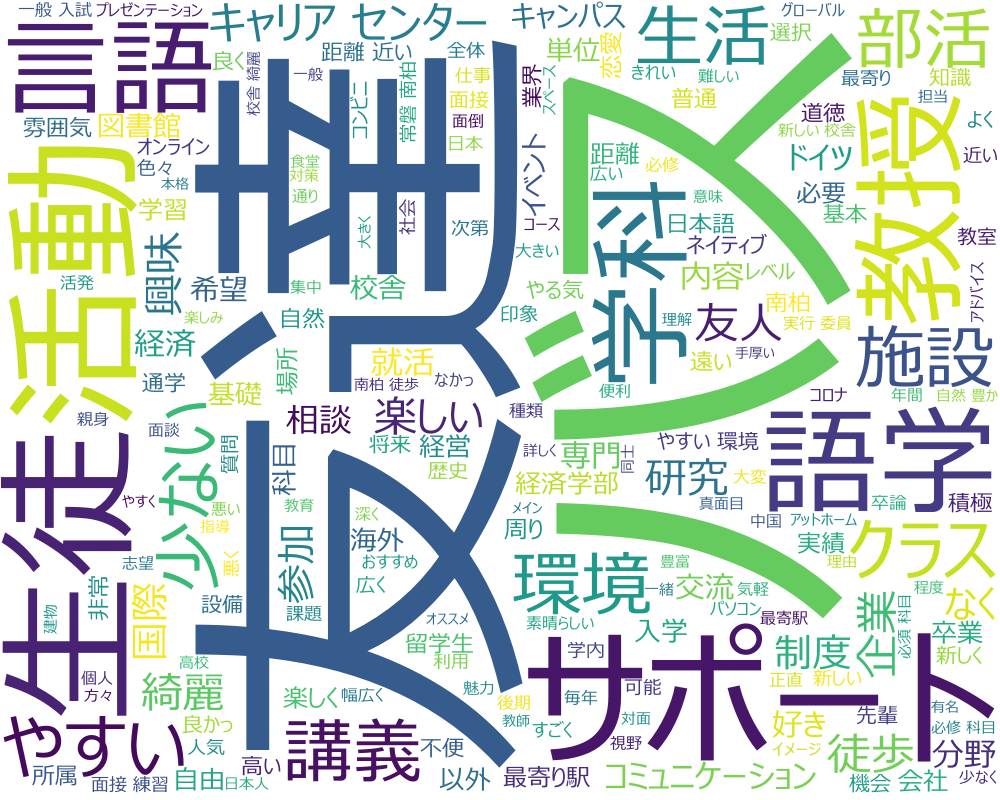 一般 入試
プレゼンテーション
キャリア センター
キャンパス
グローバル
言語
良く
校舎 綺麗
距離 近い
一般
全体
仕事
面接
面倒
日本
コンビニ
常磐 南柏
業界
スペース
単位
恋愛
きれい
生活
難しい
普通
選択
最寄り
部活
知識
担当
雰囲気
図書館
オンライン
色々
本格
学習
食堂
対策
通り
友達
大きく
社会
次第
イベント
距離
広い
必修
コース
大きい
ゼミ
学科
日本語
意味
道徳
新しい 校舎
ドイツ
必要
基本
よく
近い
教授
教室
アドバイス
活動
活発
興味
希望
楽しみ
集中
校舎
自然
印象
やる気
ネイティブ
内容
レベル
南柏
理解
友人
実行 委員
手厚い
遠い
便利
施設
コロナ
年間
自然 豊か
経済
通学
基礎
場所
就活
南柏 徒歩
なかっ
親身
面談
相談
楽しい
種類
生徒
少ない
質問
科目
将来
経営
歴史
詳しく
専門
同士
やすい 環境
語学
経済学部
研究
大変
真面目
卒論
積極
やすく
悪い
指導
教育
深く
メイン
中国
アットホーム
周り
実績
理由
クラス
志望
悪く
参加
海外
おすすめ
広く
環境
豊富
一緒
交流
気軽
パソコン
程度
非常
国際
設備
課題
素晴らしい
最寄駅
企業
必須 科目
なく
建物
オススメ
留学生
利用
入学
サポート
学内
制度
卒業
新しく
高校
個人
方々
綺麗
楽しく
幅広く
魅力
後期
毎年
可能
正直
新しい
有名
良かっ
教師
すごく
対面
好き
先輩
必修 科目
やすい
人気
講義
不便
視野
イメージ
徒歩
分野
所属
面接 練習
自由
日本人
高い
以外
最寄り駅
コミュニケーション
機会
会社
少なく